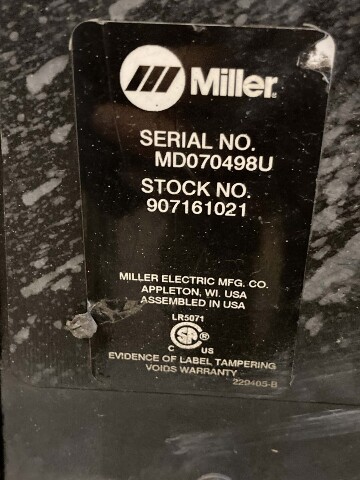 Miller®
SERIAL NO.
MD070498U
STOCK NO.
907161021
MILLER ELECTRIC MFG. CO.
APPLETON, WI. USA
ASSEMBLED IN USA
LR5071
SP®
C US
EVIDENCE OF LABEL TAMPERING
VOIDS WARRANTY
229465-B